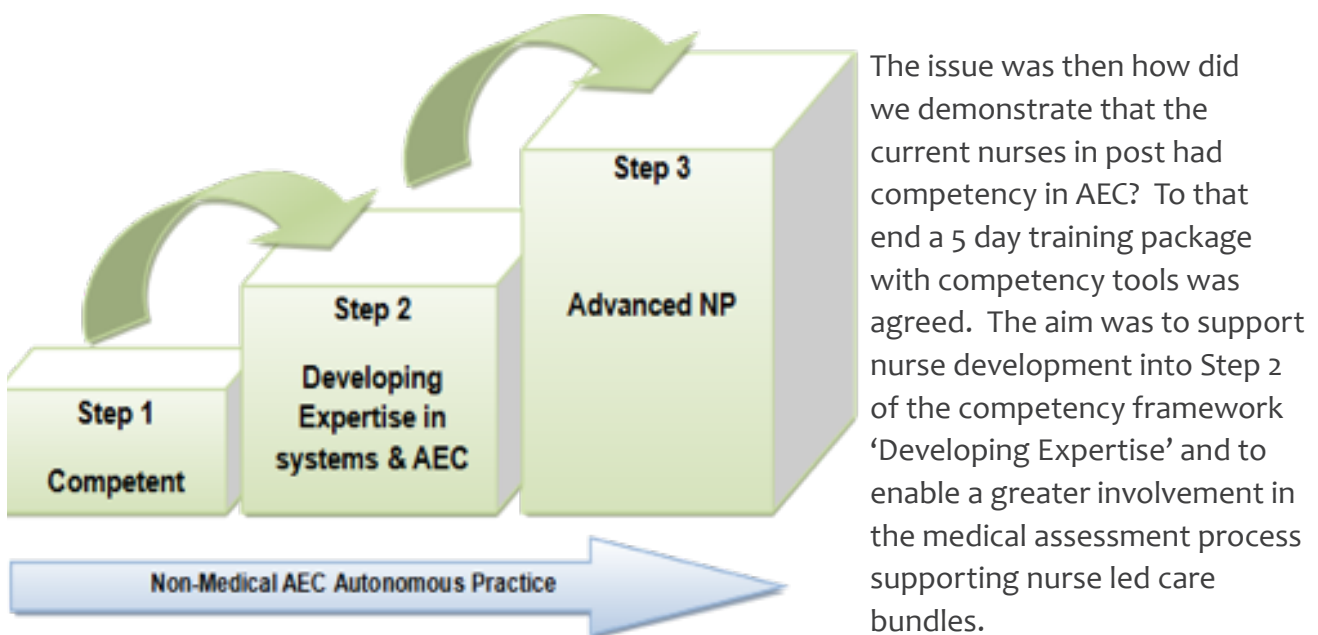 Step 1
Competent
Step 2
Developing
Expertise in
systems & AEC
Step 3
Advanced NP
Non-Medical AEC Autonomous Practice
The issue was then how did
we demonstrate that the
current nurses in post had
competency in AEC?  To that
end a 5 day training package
with competency tools was
agreed.  The aim was to support
nurse development into Step 2
of the competency framework
‘Developing Expertise’ and to
enable a greater involvement in
the medical assessment process
supporting nurse led care
bundles.